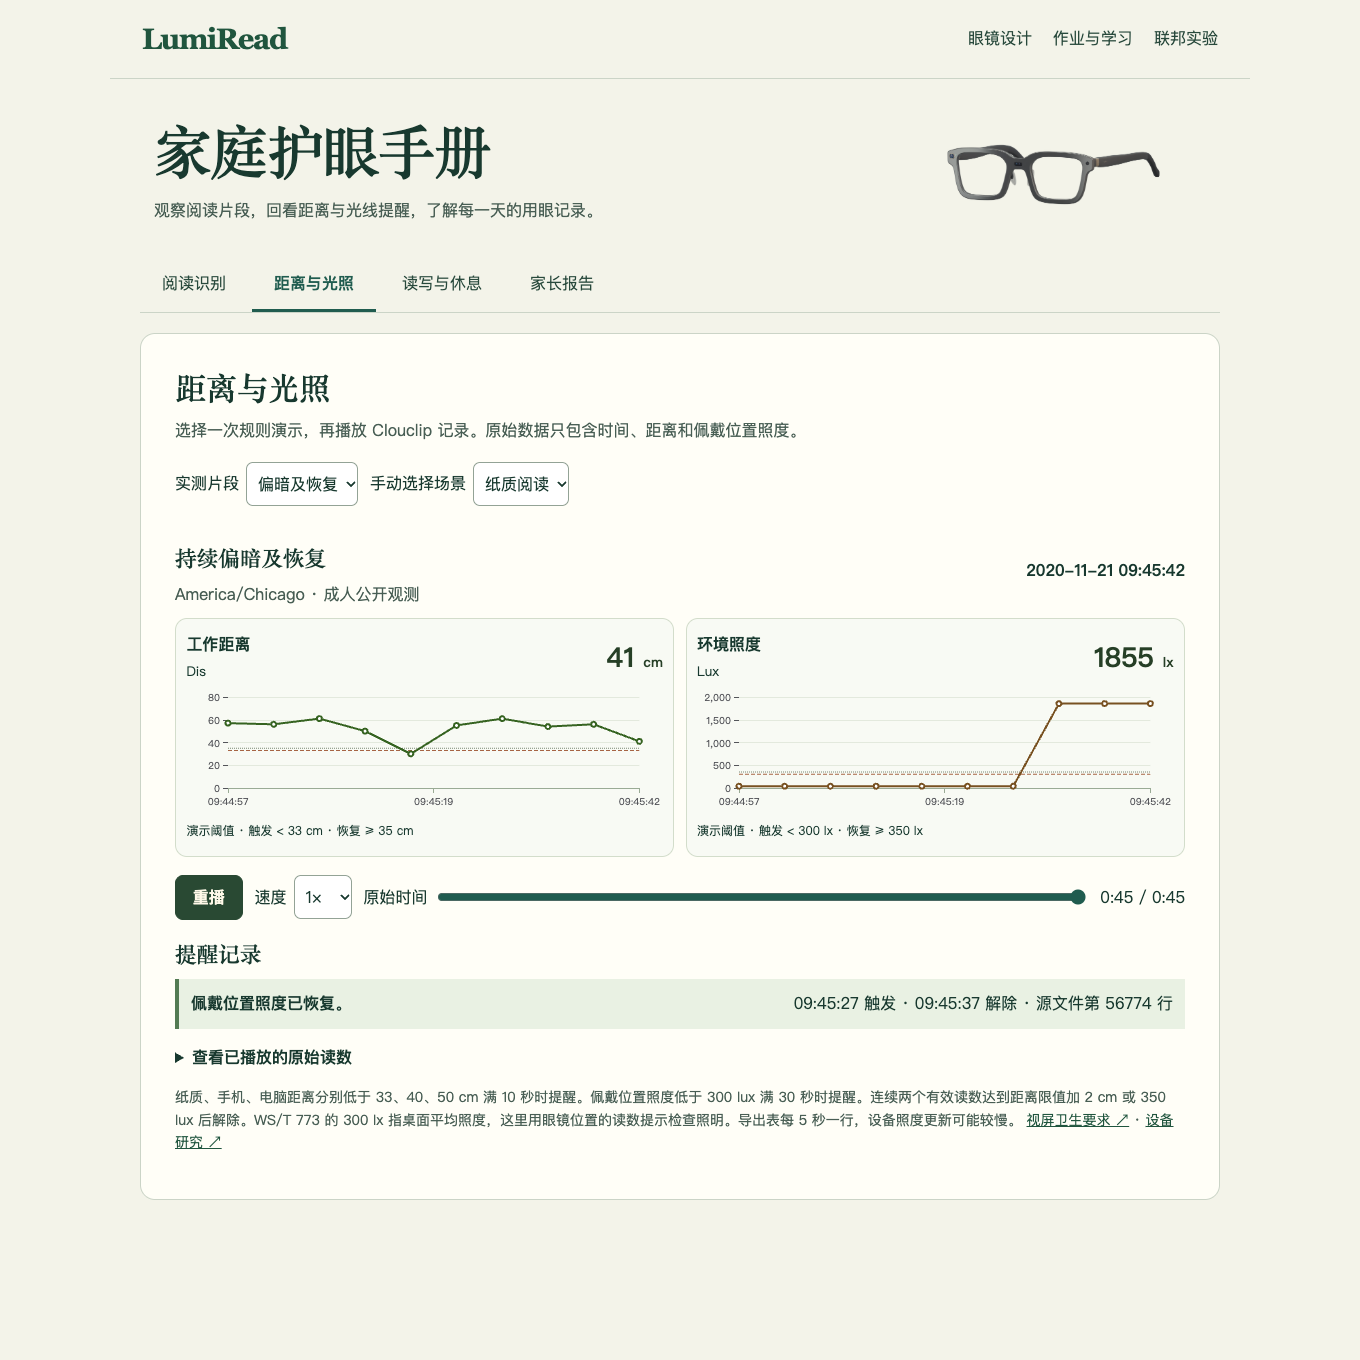 LumiRead
眼镜设计 作业与学习 联邦实验
家庭护眼手册
观察阅读片段，回看距离与光线提醒，了解每一天的用眼记录。
阅读识别 距离与光照 读写与休息 家长报告
距离与光照
选择一次规则演示，再播放 Clouclip 记录。原始数据只包含时间、距离和佩戴位置照度。
实测片段 偏暗及恢复 手动选择场景 纸质阅读
持续偏暗及恢复
2020-11-21 09:45:42
America/Chicago · 成人公开观测
工作距离
Dis
41 cm
80
60
40
20
0
09:44:57 09:45:19 09:45:42
演示阈值 · 触发 < 33 cm · 恢复 ≥ 35 cm
环境照度
Lux
1855 lx
2,000
1,500
1,000
500
0
09:44:57 09:45:19 09:45:42
演示阈值 · 触发 < 300 lx · 恢复 ≥ 350 lx
重播 速度 1× 原始时间 0:45 / 0:45
提醒记录
佩戴位置照度已恢复。 09:45:27 触发 · 09:45:37 解除 · 源文件第 56774 行
▶ 查看已播放的原始读数
纸质、手机、电脑距离分别低于 33、40、50 cm 满 10 秒时提醒。佩戴位置照度低于 300 lux 满 30 秒时提醒。连续两个有效读数达到距离限值加 2 cm 或 350
lux 后解除。WS/T 773 的 300 lx 指桌面平均照度，这里用眼镜位置的读数提示检查照明。导出表每 5 秒一行，设备照度更新可能较慢。 视屏卫生要求 ↗ · 设备
研究 ↗